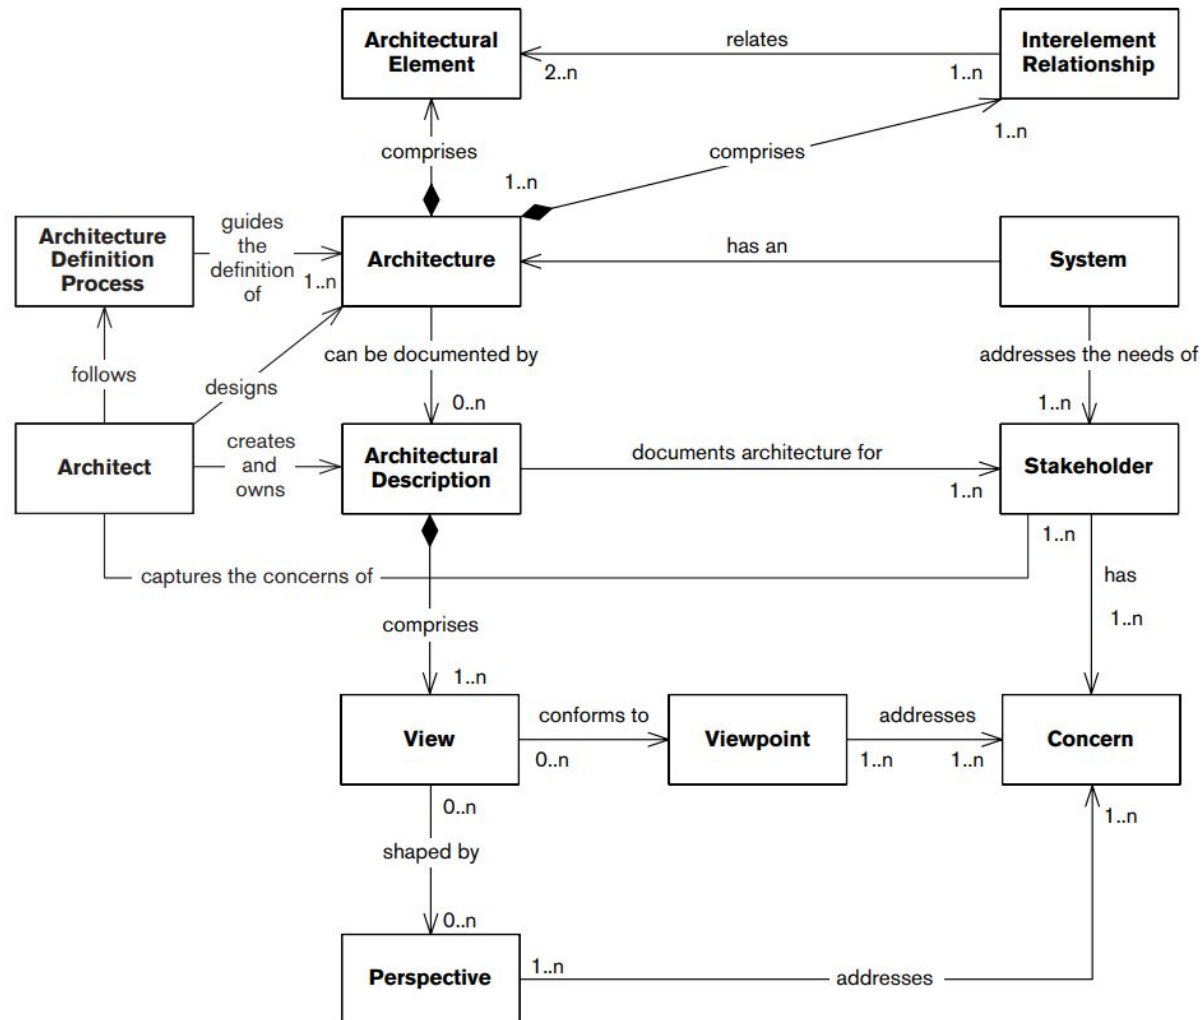 Architectural
Element
relates
2..n
1..n
Interelement
Relationship
1..n
comprises
1..n
comprises
Architecture
Definition
Process
guides
the
definition
of
1..n
Architecture
has an
System
follows
designs
can be documented by
0..n
addresses the needs of
1..n
Architect
creates
and
owns
Architectural
Description
documents architecture for
1..n
Stakeholder
1..n
captures the concerns of
has
1..n
comprises
1..n
View
conforms to
0..n
Viewpoint
addresses
1..n
1..n
Concern
0..n
shaped by
0..n
1..n
Perspective
1..n
addresses